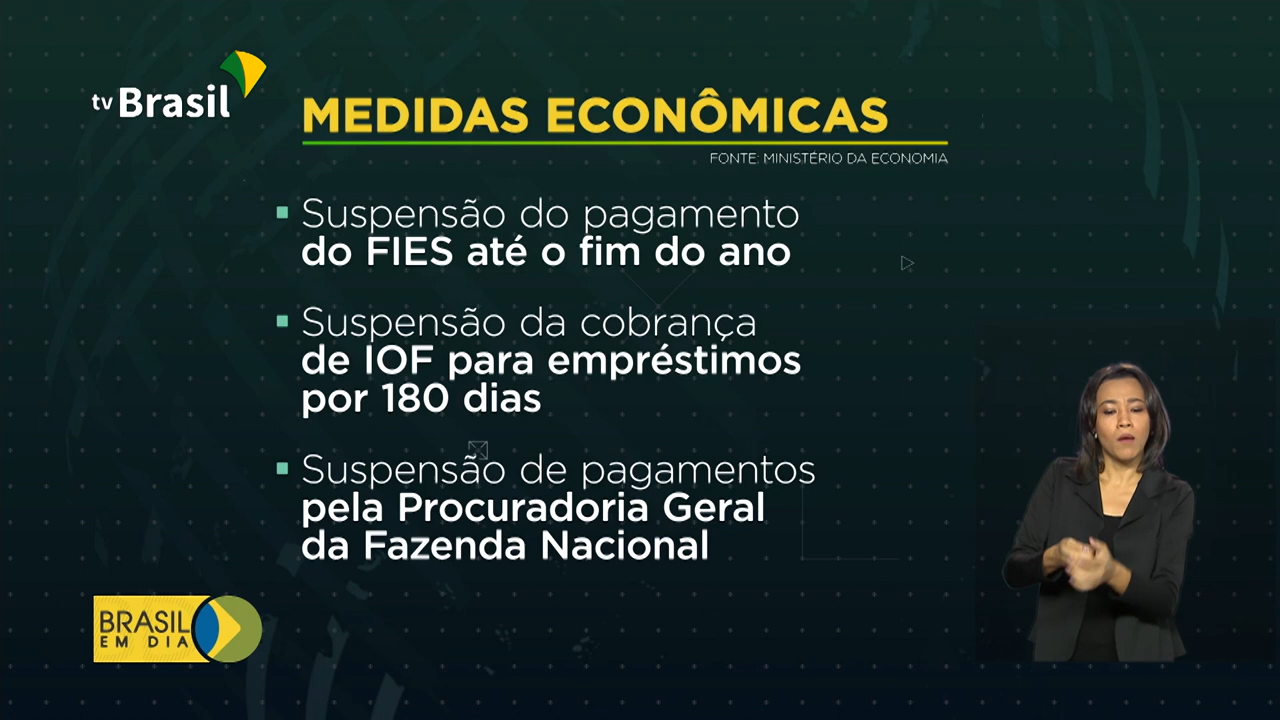 tv Brasil
MEDIDAS ECONÔMICAS
FONTE: MINISTÉRIO DA ECONOMIA
Suspensão do pagamento
do FIES até o fim do ano
Suspensão da cobrança
de IOF para empréstimos
por 180 dias
Suspensão de pagamentos
pela Procuradoria Geral
da Fazenda Nacional
BRASIL
EM DIA